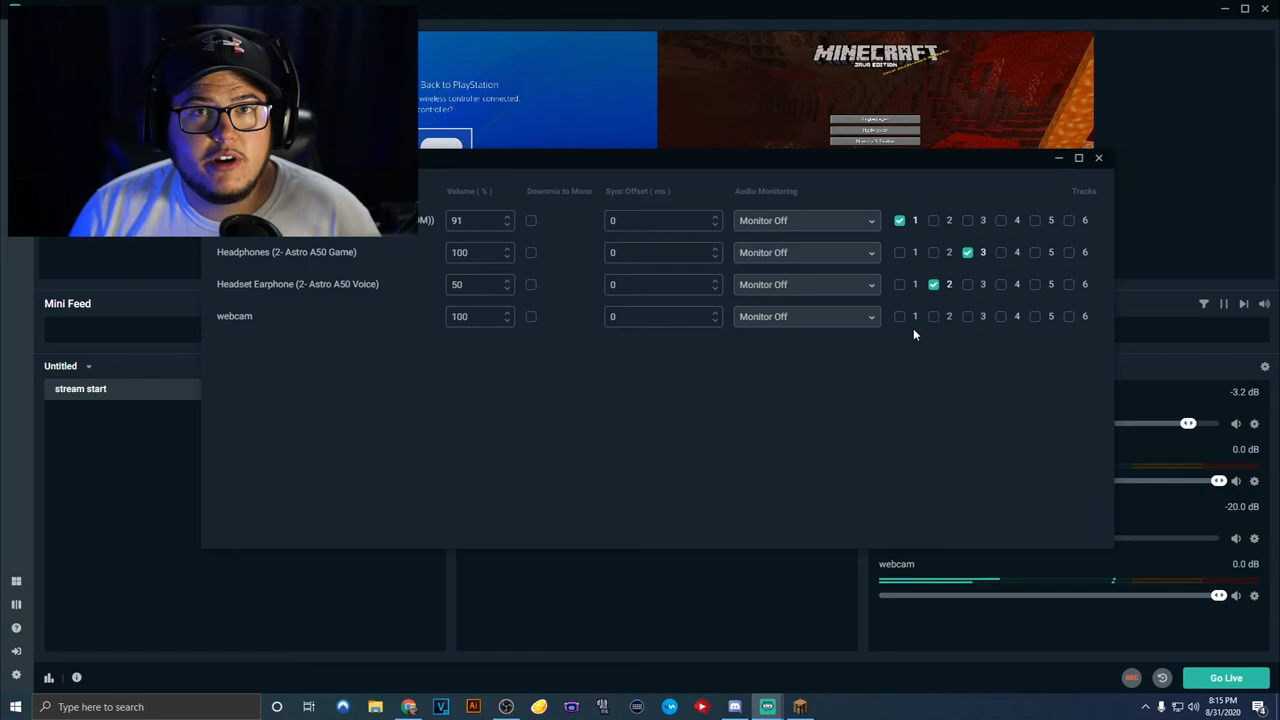 Back to PlayStation
wireless controller connected.
controller?
MINECRAFT
JAVA EDITION
Volume ( % )
Downmix to Mono
Sync Offset ( ms )
Audio Monitoring
Tracks
M))
91
0
Monitor Off
1 2 3 4 5 6
Headphones (2- Astro A50 Game)
100
0
Monitor Off
1 2 3 4 5 6
Headset Earphone (2- Astro A50 Voice)
50
0
Monitor Off
1 2 3 4 5 6
webcam
100
0
Monitor Off
1 2 3 4 5 6
Mini Feed
Untitled
stream start
-3.2 dB
0.0 dB
-20.0 dB
webcam
0.0 dB
REC
Go Live
Type here to search
8:15 PM
8/31/2020